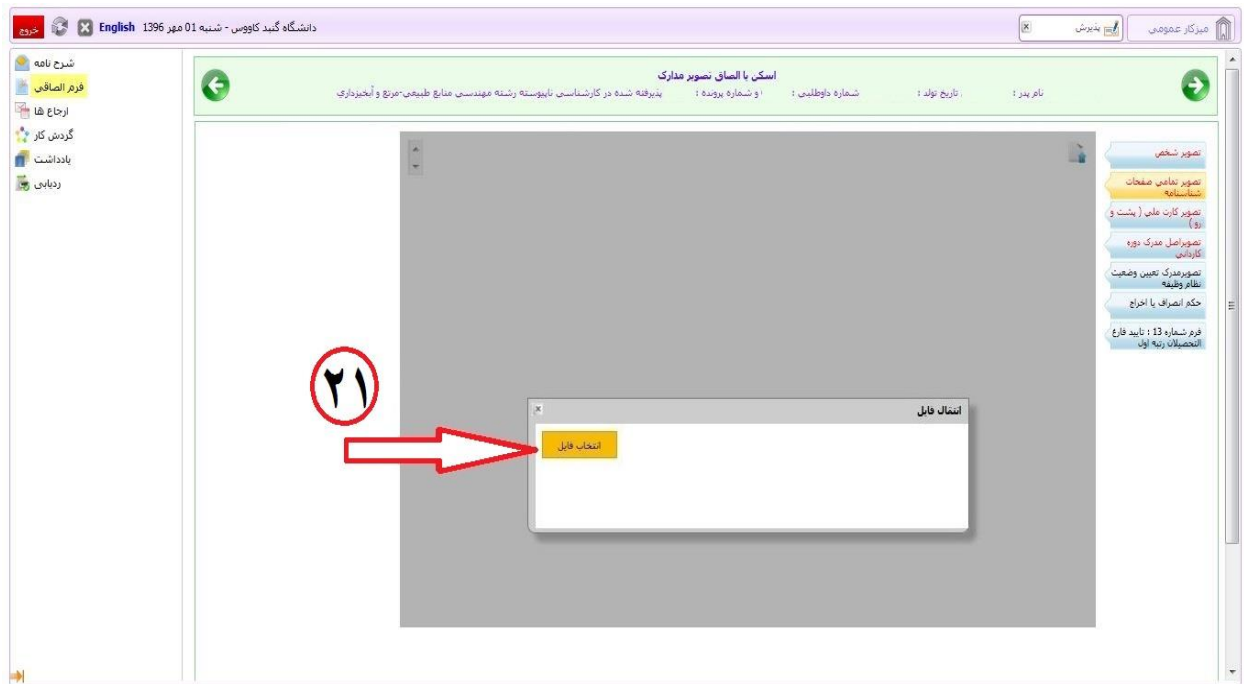 میزکار عمومی
پذیرش
دانشگاه گنبد کاووس - شنبه 01 مهر 1396 English
خروج
شرح نامه
فرم الصاقی
ارجاع ها
گردش کار
یادداشت
ردیابی
اسکن یا الصاق تصویر مدارک
نام پدر : تاریخ تولد : شماره داوطلبی : و شماره پرونده : پذیرفته شده در کارشناسی ناپیوسته رشته مهندسی منابع طبیعی-مرتع و آبخیزداری
تصویر شخص
تصویر تمامی صفحات
شناسنامه
تصویر کارت ملی ( پشت و
رو )
تصویراصل مدرک دوره
کاردانی
تصویرمدرک تعیین وضعیت
نظام وظیفه
حکم انصراف یا اخراج
فرم شماره 13 : تایید فارغ
التحصیلان رتبه اول
۲۱
انتقال فایل
انتخاب فایل